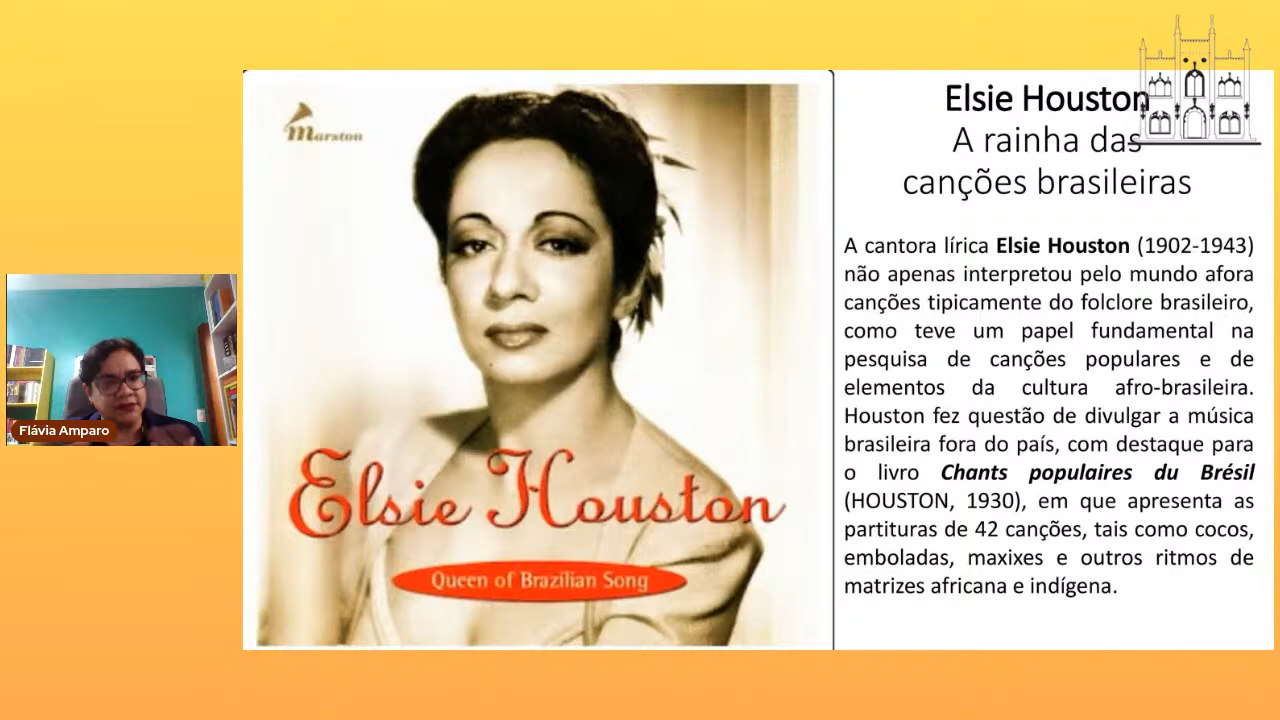 Marston
Elsie Houston
Queen of Brazilian Song
Elsie Houston
A rainha das
canções brasileiras
A cantora lírica Elsie Houston (1902-1943)
não apenas interpretou pelo mundo afora
canções tipicamente do folclore brasileiro,
como teve um papel fundamental na
pesquisa de canções populares e de
elementos da cultura afro-brasileira.
Houston fez questão de divulgar a música
brasileira fora do país, com destaque para
o livro Chants populaires du Brésil
(HOUSTON, 1930), em que apresenta as
partituras de 42 canções, tais como cocos,
emboladas, maxixes e outros ritmos de
matrizes africana e indígena.
Flávia Amparo